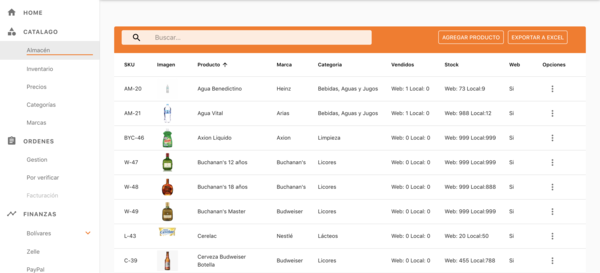 HOME
CATALAGO
Almacén
Inventario
Precios
Categorías
Marcas
ORDENES
Gestion
Por verificar
Facturación
FINANZAS
Bolívares
Zelle
PayPal
Buscar...
AGREGAR PRODUCTO
EXPORTAR A EXCEL
SKU Imagen Producto Marca Categoría Vendidos Stock Web Opciones
AM-20 Agua Benedictino Heinz Bebidas, Aguas y Jugos Web: 1 Local: 0 Web: 73 Local:9 Si
AM-21 Agua Vital Arias Bebidas, Aguas y Jugos Web: 1 Local: 0 Web: 988 Local:12 Si
BYC-46 Axion Liquido Axion Limpieza Web: 0 Local: 0 Web: 999 Local:999 Si
W-47 Buchanan's 12 años Buchanan's Licores Web: 0 Local: 0 Web: 999 Local:999 Si
W-48 Buchanan's 18 años Buchanan's Licores Web: 0 Local: 0 Web: 999 Local:888 Si
W-49 Buchanan's Master Budweiser Licores Web: 0 Local: 0 Web: 999 Local:999 Si
L-43 Cerelac Nestlé Lácteos Web: 0 Local: 0 Web: 20 Local:50 Si
C-39 Cerveza Budweiser Botella Budweiser Licores Web: 0 Local: 0 Web: 455 Local:788 Si